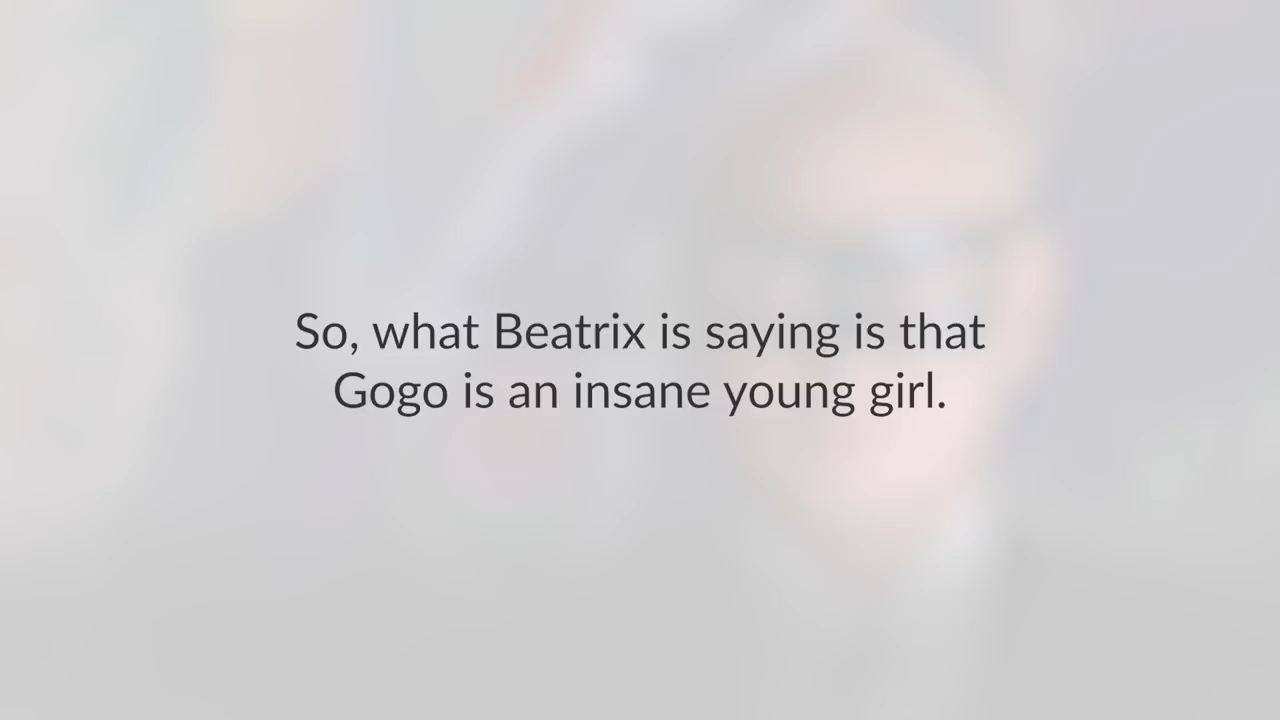 So, what Beatrix is saying is that
Gogo is an insane young girl.